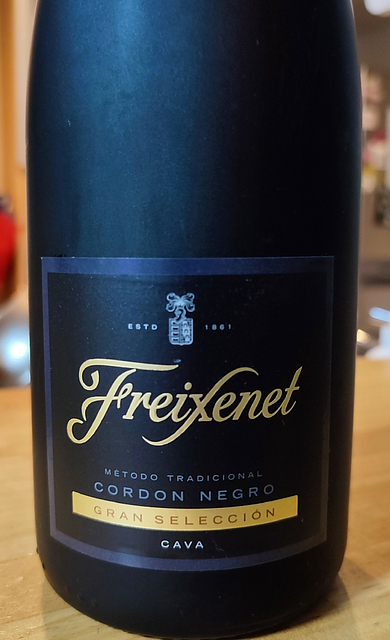 ESTD 1861
Freixenet
MÉTODO TRADICIONAL
CORDON NEGRO
GRAN SELECCIÓN
CAVA